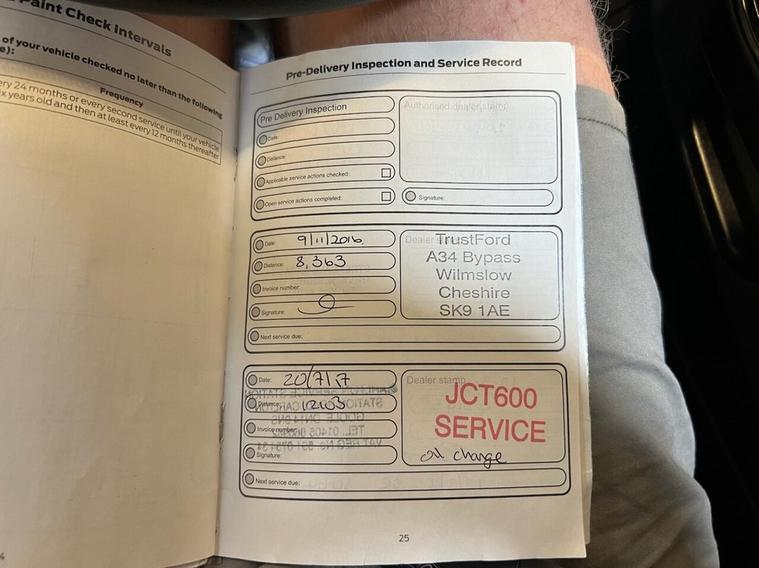 Paint Check Intervals
of your vehicle checked no later than the following
e):
Frequency
ery 24 months or every second service until your vehicle
ix years old and then at least every 12 months thereafter
Pre-Delivery Inspection and Service Record
Pre Delivery Inspection
Date:
Distance:
Applicable service actions checked:
Open service actions completed:
Authorised dealer stamp
Signature:
Date: 9/11/2016.
Distance: 8,363
Invoice number:
Signature:
Next service due:
Dealer stamp
TrustFord
A34 Bypass
Wilmslow
Cheshire
SK9 1AE
Date: 20/7/17
Distance: 12103
Invoice number:
Signature:
Next service due:
Dealer stamp
JCT600
SERVICE
oil change
25